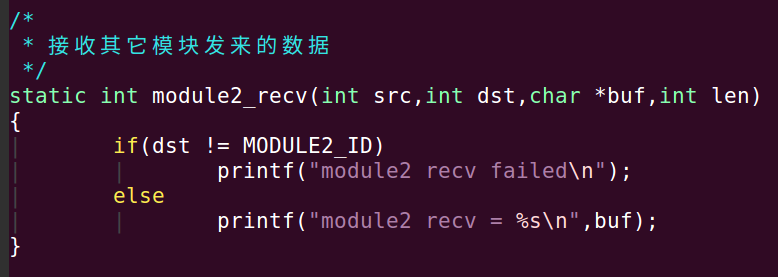 /*
 * 接收其它模块发来的数据
 */
static int module2_recv(int src,int dst,char *buf,int len)
{
        if(dst != MODULE2_ID)
                printf("module2 recv failed\n");
        else
                printf("module2 recv = %s\n",buf);
}